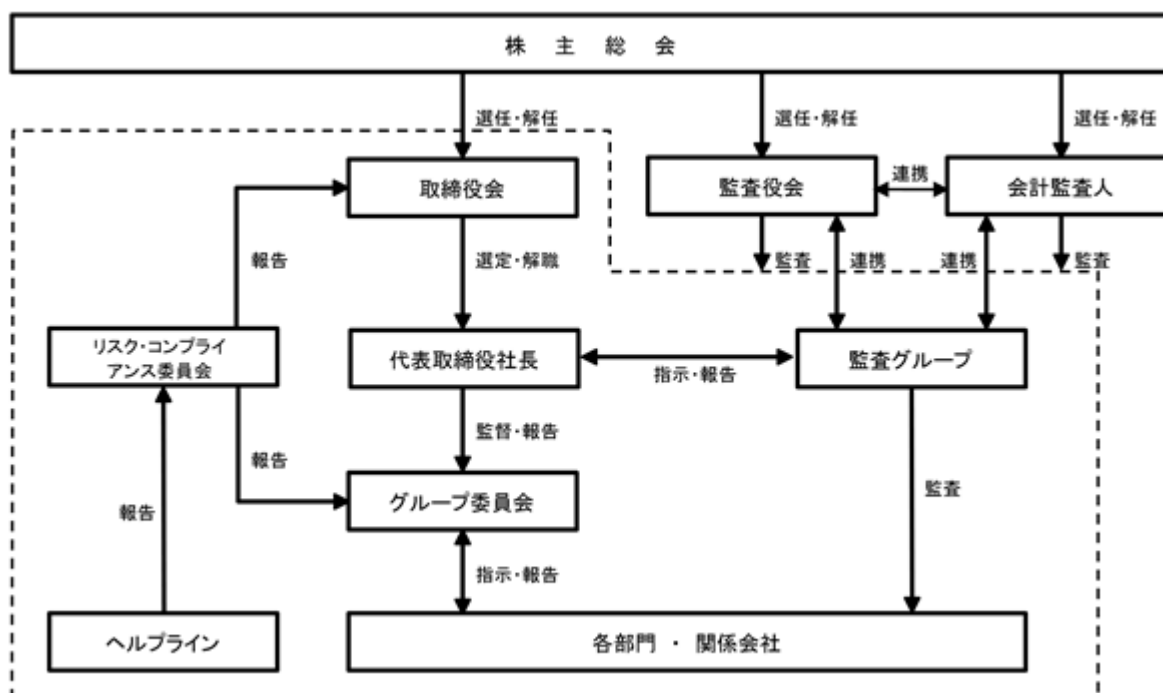 株 主 総 会
選任・解任
選任・解任
選任・解任
取締役会
監査役会
連携
会計監査人
報告
選定・解職
監査
連携
連携
監査
リスク・コンプライ
アンス委員会
代表取締役社長
指示・報告
監査グループ
監督・報告
報告
グループ委員会
監査
報告
指示・報告
ヘルプライン
各部門 ・ 関係会社